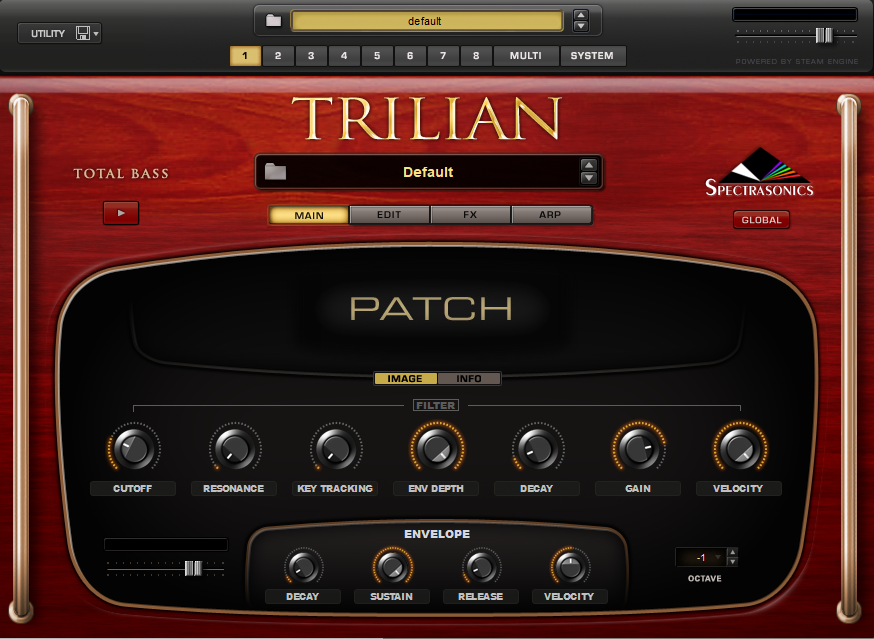 UTILITY
default
1 2 3 4 5 6 7 8 MULTI SYSTEM
POWERED BY STEAM ENGINE
TRILIAN
TOTAL BASS
Default
SPECTRASONICS
MAIN EDIT FX ARP
GLOBAL
PATCH
IMAGE INFO
FILTER
CUTOFF RESONANCE KEY TRACKING ENV DEPTH DECAY GAIN VELOCITY
ENVELOPE
-1
OCTAVE
DECAY SUSTAIN RELEASE VELOCITY